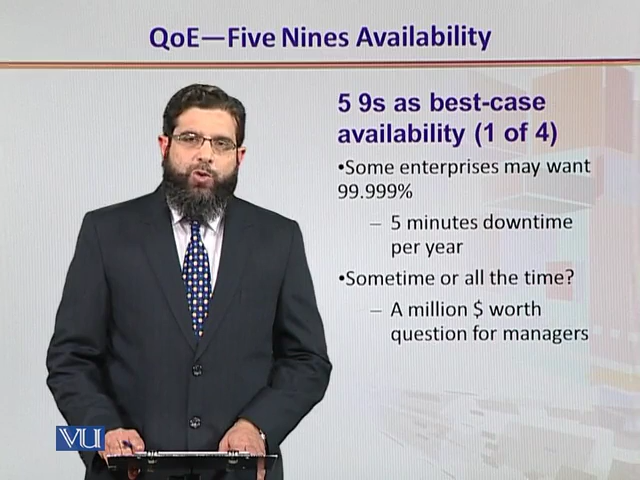 QoE—Five Nines Availability
5 9s as best-case
availability (1 of 4)
•Some enterprises may want
99.999%
– 5 minutes downtime
per year
•Sometime or all the time?
– A million $ worth
question for managers
VU